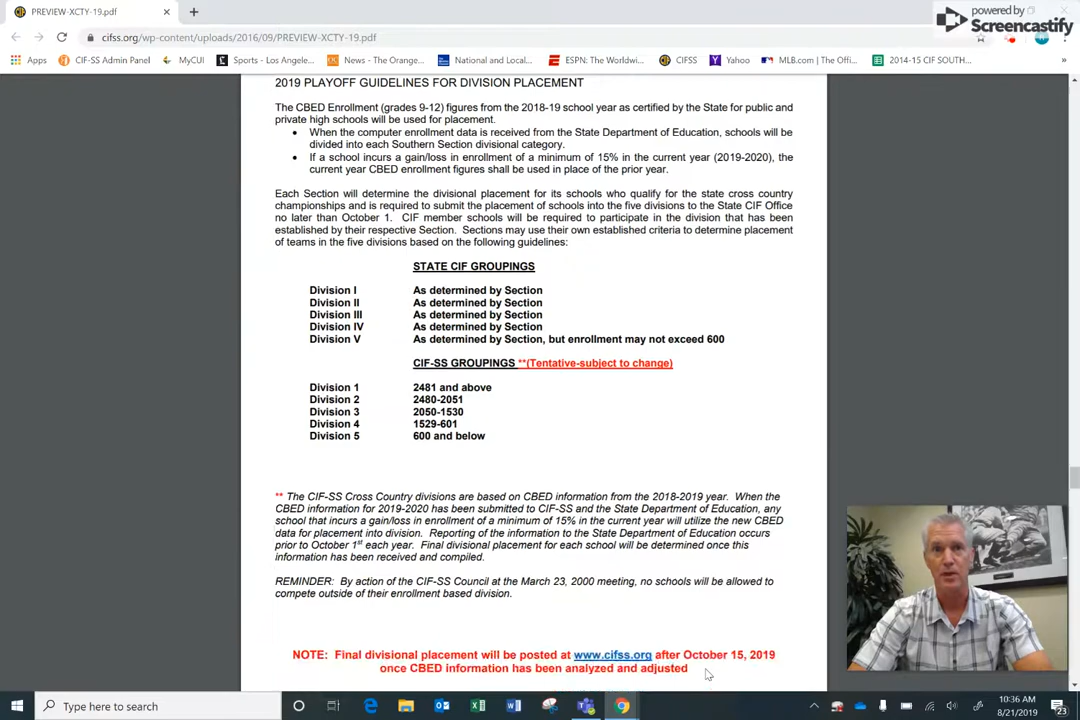 PREVIEW-XCTY-19.pdf
powered by
Screencastify
cifss.org/wp-content/uploads/2016/09/PREVIEW-XCTY-19.pdf
Apps CIF-SS Admin Panel MyCUI Sports - Los Angele... News - The Orange... National and Local... ESPN: The Worldwi... CIFSS Yahoo MLB.com | The Offi... 2014-15 CIF SOUTH... »
2019 PLAYOFF GUIDELINES FOR DIVISION PLACEMENT
The CBED Enrollment (grades 9-12) figures from the 2018-19 school year as certified by the State for public and
private high schools will be used for placement.
• When the computer enrollment data is received from the State Department of Education, schools will be
divided into each Southern Section divisional category.
• If a school incurs a gain/loss in enrollment of a minimum of 15% in the current year (2019-2020), the
current year CBED enrollment figures shall be used in place of the prior year.
Each Section will determine the divisional placement for its schools who qualify for the state cross country
championships and is required to submit the placement of schools into the five divisions to the State CIF Office
no later than October 1. CIF member schools will be required to participate in the division that has been
established by their respective Section. Sections may use their own established criteria to determine placement
of teams in the five divisions based on the following guidelines:
STATE CIF GROUPINGS
Division I As determined by Section
Division II As determined by Section
Division III As determined by Section
Division IV As determined by Section
Division V As determined by Section, but enrollment may not exceed 600
CIF-SS GROUPINGS **(Tentative-subject to change)
Division 1 2481 and above
Division 2 2480-2051
Division 3 2050-1530
Division 4 1529-601
Division 5 600 and below
** The CIF-SS Cross Country divisions are based on CBED information from the 2018-2019 year. When the
CBED information for 2019-2020 has been submitted to CIF-SS and the State Department of Education, any
school that incurs a gain/loss in enrollment of a minimum of 15% in the current year will utilize the new CBED
data for placement into division. Reporting of the information to the State Department of Education occurs
prior to October 1st each year. Final divisional placement for each school will be determined once this
information has been received and compiled.
REMINDER: By action of the CIF-SS Council at the March 23, 2000 meeting, no schools will be allowed to
compete outside of their enrollment based division.
NOTE: Final divisional placement will be posted at www.cifss.org after October 15, 2019
once CBED information has been analyzed and adjusted
Type here to search
10:36 AM
8/21/2019
23